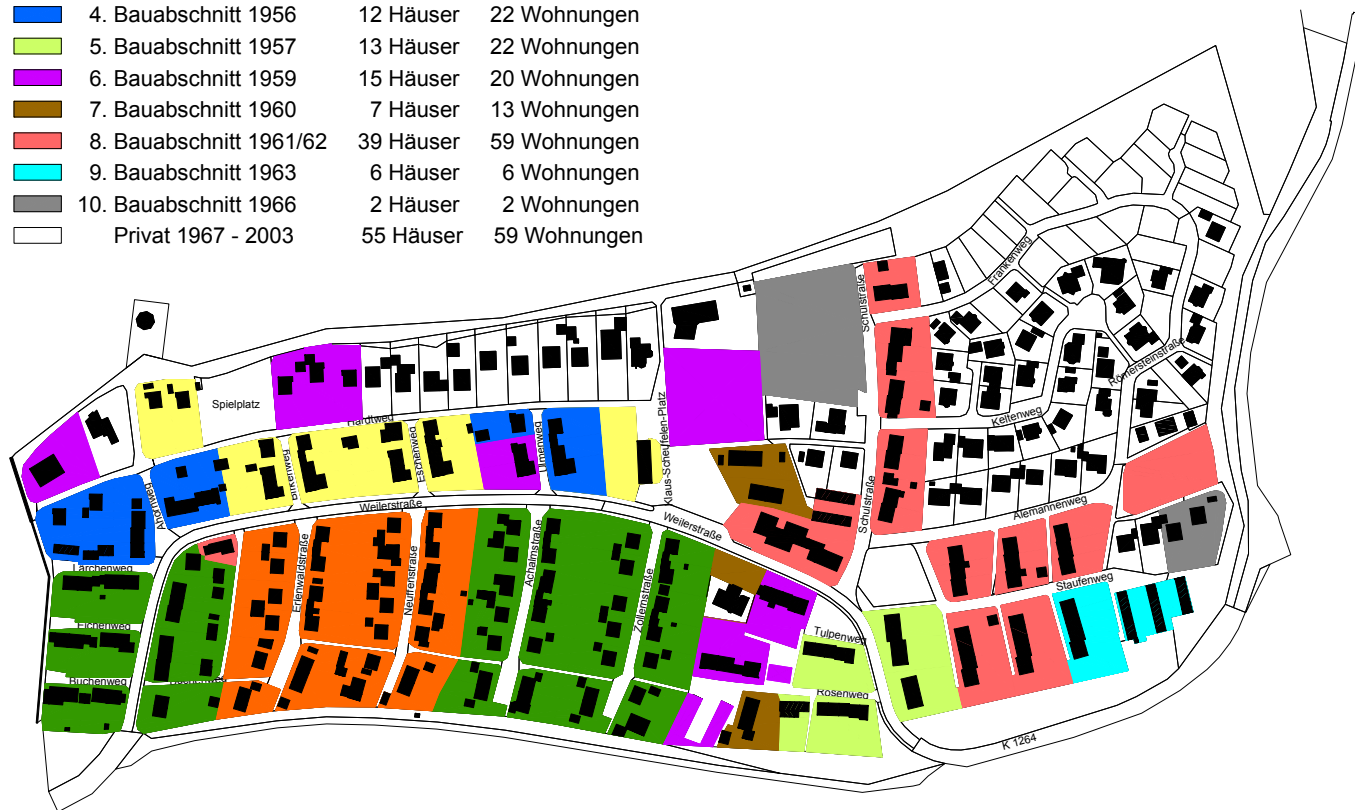 4. Bauabschnitt 1956 12 Häuser 22 Wohnungen
5. Bauabschnitt 1957 13 Häuser 22 Wohnungen
6. Bauabschnitt 1959 15 Häuser 20 Wohnungen
7. Bauabschnitt 1960 7 Häuser 13 Wohnungen
8. Bauabschnitt 1961/62 39 Häuser 59 Wohnungen
9. Bauabschnitt 1963 6 Häuser 6 Wohnungen
10. Bauabschnitt 1966 2 Häuser 2 Wohnungen
Privat 1967 - 2003 55 Häuser 59 Wohnungen
Frankenweg
Schulstraße
Römersteinstraße
Spielplatz
Hardtweg
Keltenweg
Klaus-Scheufelen-Platz
Ulmenweg
Eschenweg
Birkenweg
Ahornweg
Weilerstraße
Weilerstraße
Schulstraße
Alemannenweg
Lärchenweg
Erlenwaldstraße
Neuffenstraße
Achalmstraße
Zollernstraße
Staufenweg
Eichenweg
Tulpenweg
Buchenweg
Rosenweg
K 1264